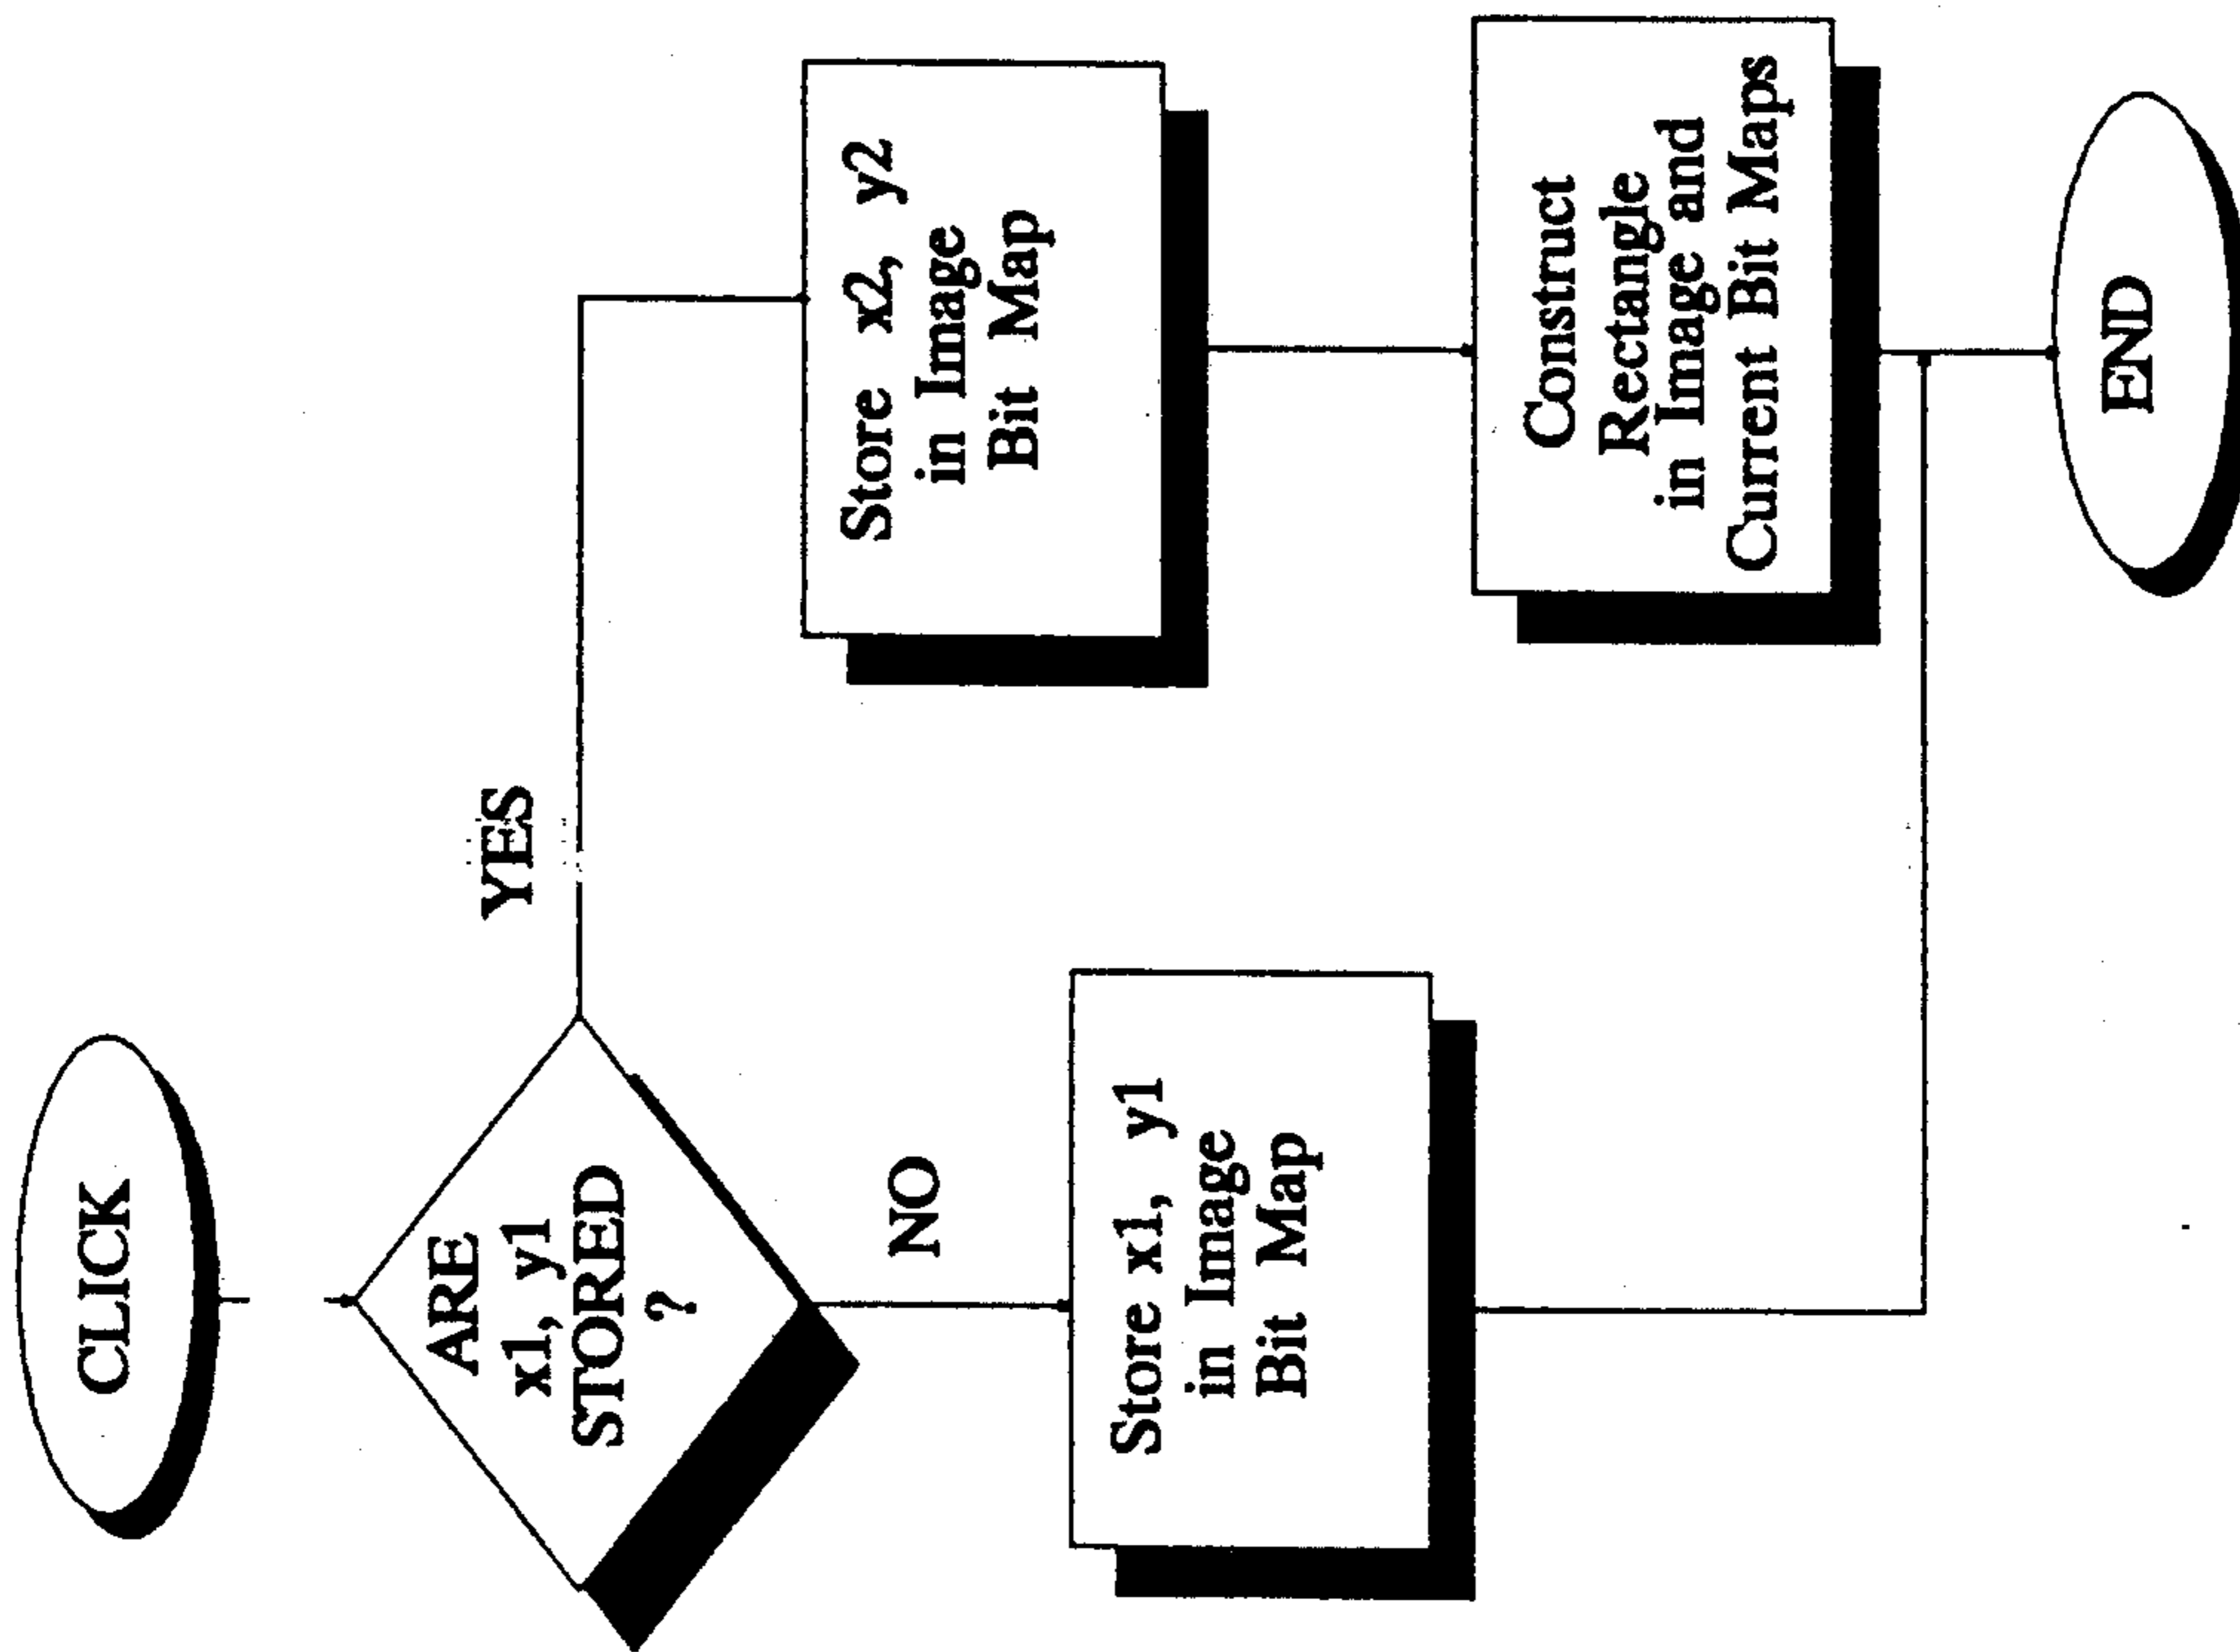 CLICK
ARE
x1, y1
STORED
?
YES
NO
Store x1, y1
in Image
Bit Map
Store x2, y2
in Image
Bit Map
Construct
Rectangle
in Image and
Current Bit Maps
END